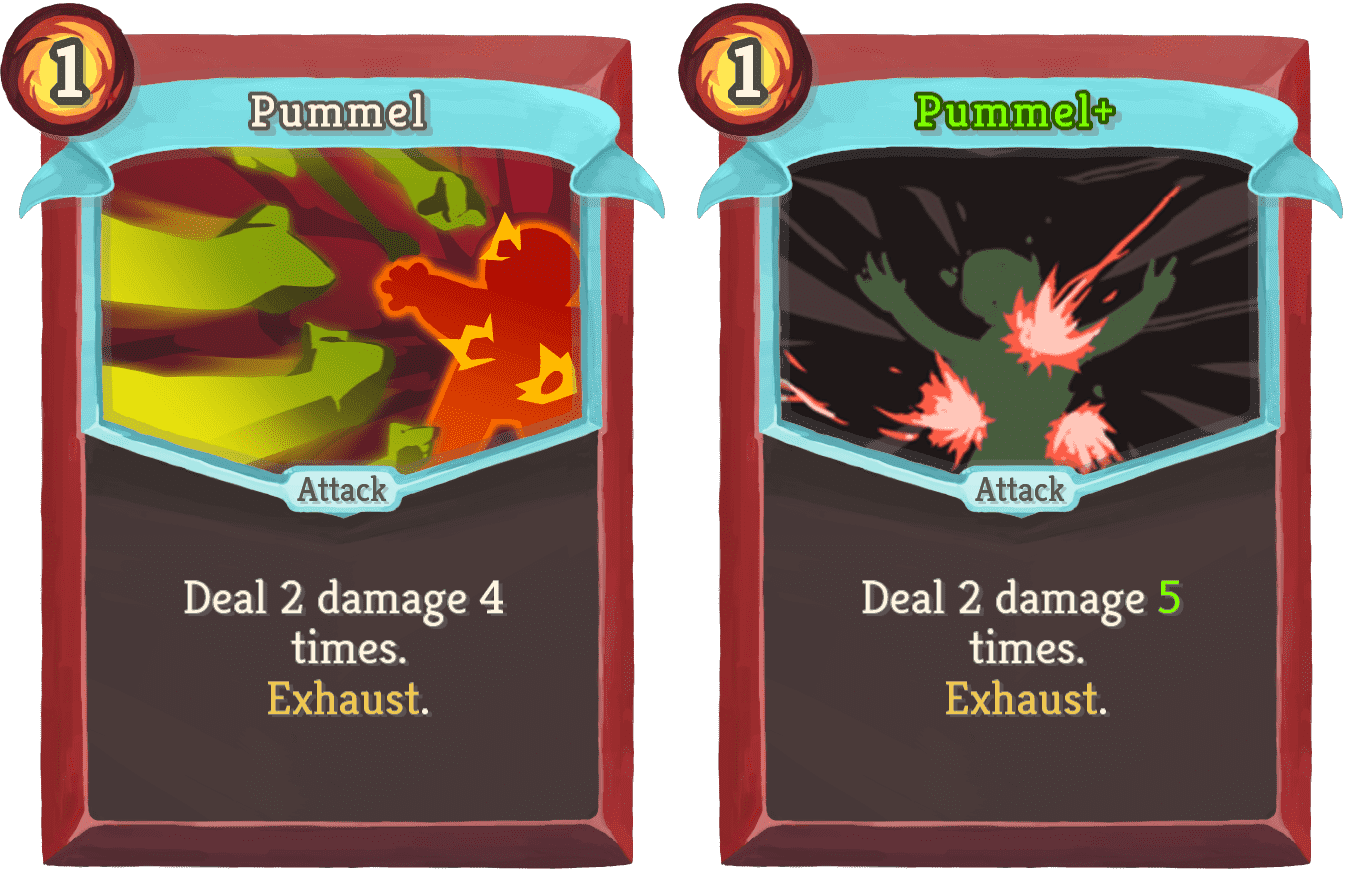 1
Pummel
Attack
Deal 2 damage 4
times.
Exhaust.
1
Pummel+
Attack
Deal 2 damage 5
times.
Exhaust.